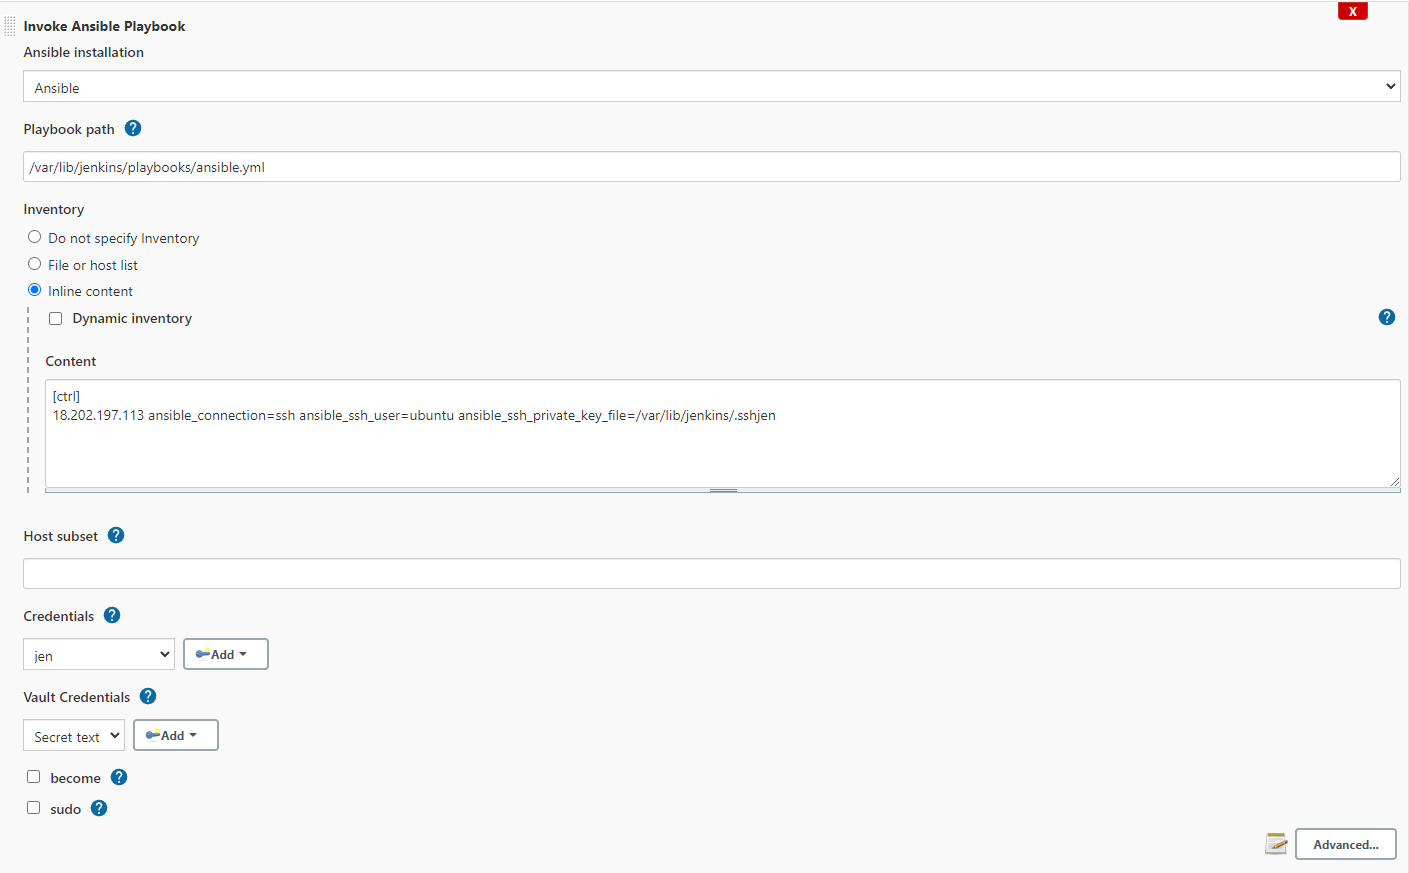 X
Invoke Ansible Playbook
Ansible installation
Ansible
Playbook path ?
/var/lib/jenkins/playbooks/ansible.yml
Inventory
Do not specify Inventory
File or host list
Inline content
Dynamic inventory ?
Content
[ctrl]
18.202.197.113 ansible_connection=ssh ansible_ssh_user=ubuntu ansible_ssh_private_key_file=/var/lib/jenkins/.sshjen
Host subset ?
Credentials ?
jen Add
Vault Credentials ?
Secret text Add
become ?
sudo ?
Advanced...